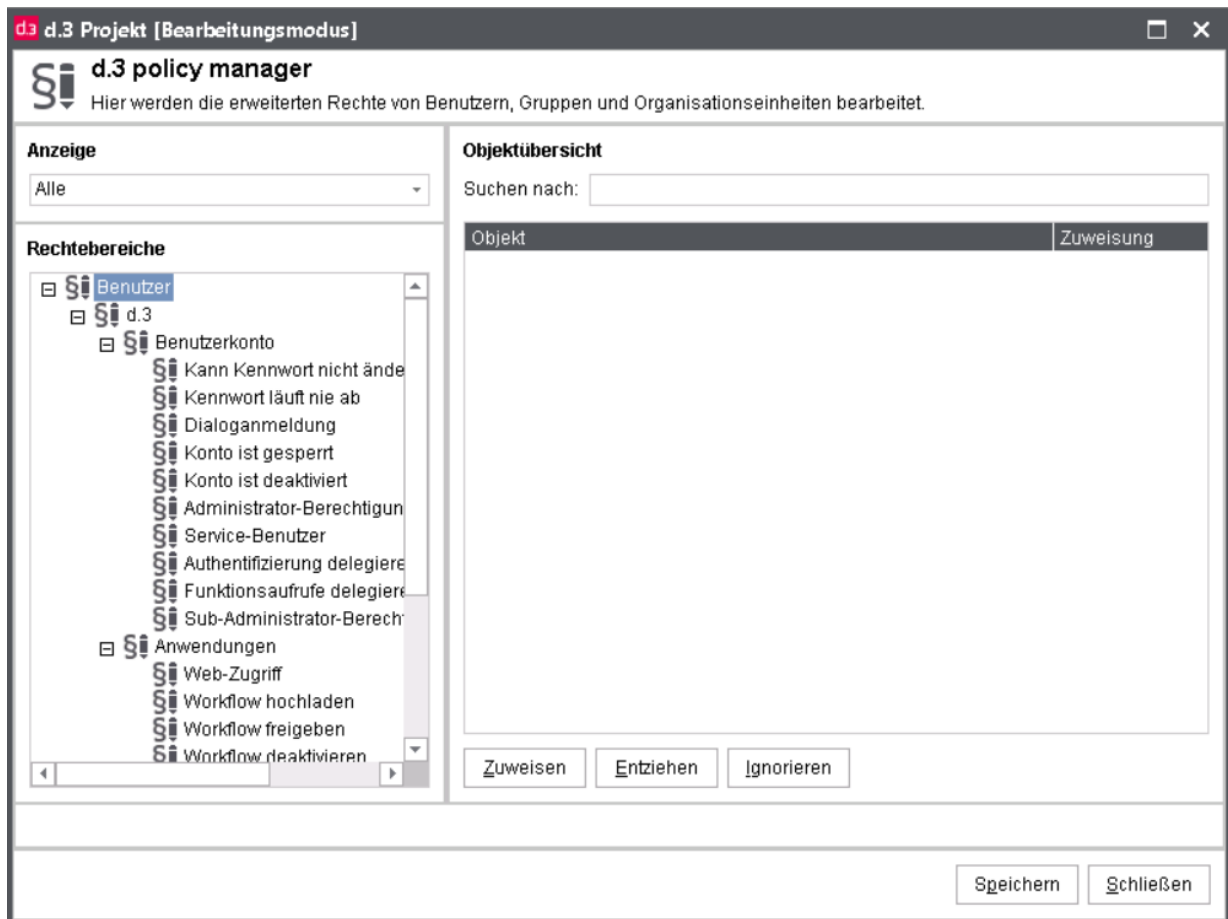 d.3 d.3 Projekt [Bearbeitungsmodus]
d.3 policy manager
Hier werden die erweiterten Rechte von Benutzern, Gruppen und Organisationseinheiten bearbeitet.
Anzeige
Alle
Rechtebereiche
Benutzer
d.3
Benutzerkonto
Kann Kennwort nicht ände
Kennwort läuft nie ab
Dialoganmeldung
Konto ist gesperrt
Konto ist deaktiviert
Administrator-Berechtigun
Service-Benutzer
Authentifizierung delegiere
Funktionsaufrufe delegiere
Sub-Administrator-Berech
Anwendungen
Web-Zugriff
Workflow hochladen
Workflow freigeben
Workflow deaktivieren
Objektübersicht
Suchen nach:
Objekt Zuweisung
Zuweisen Entziehen Ignorieren
Speichern Schließen